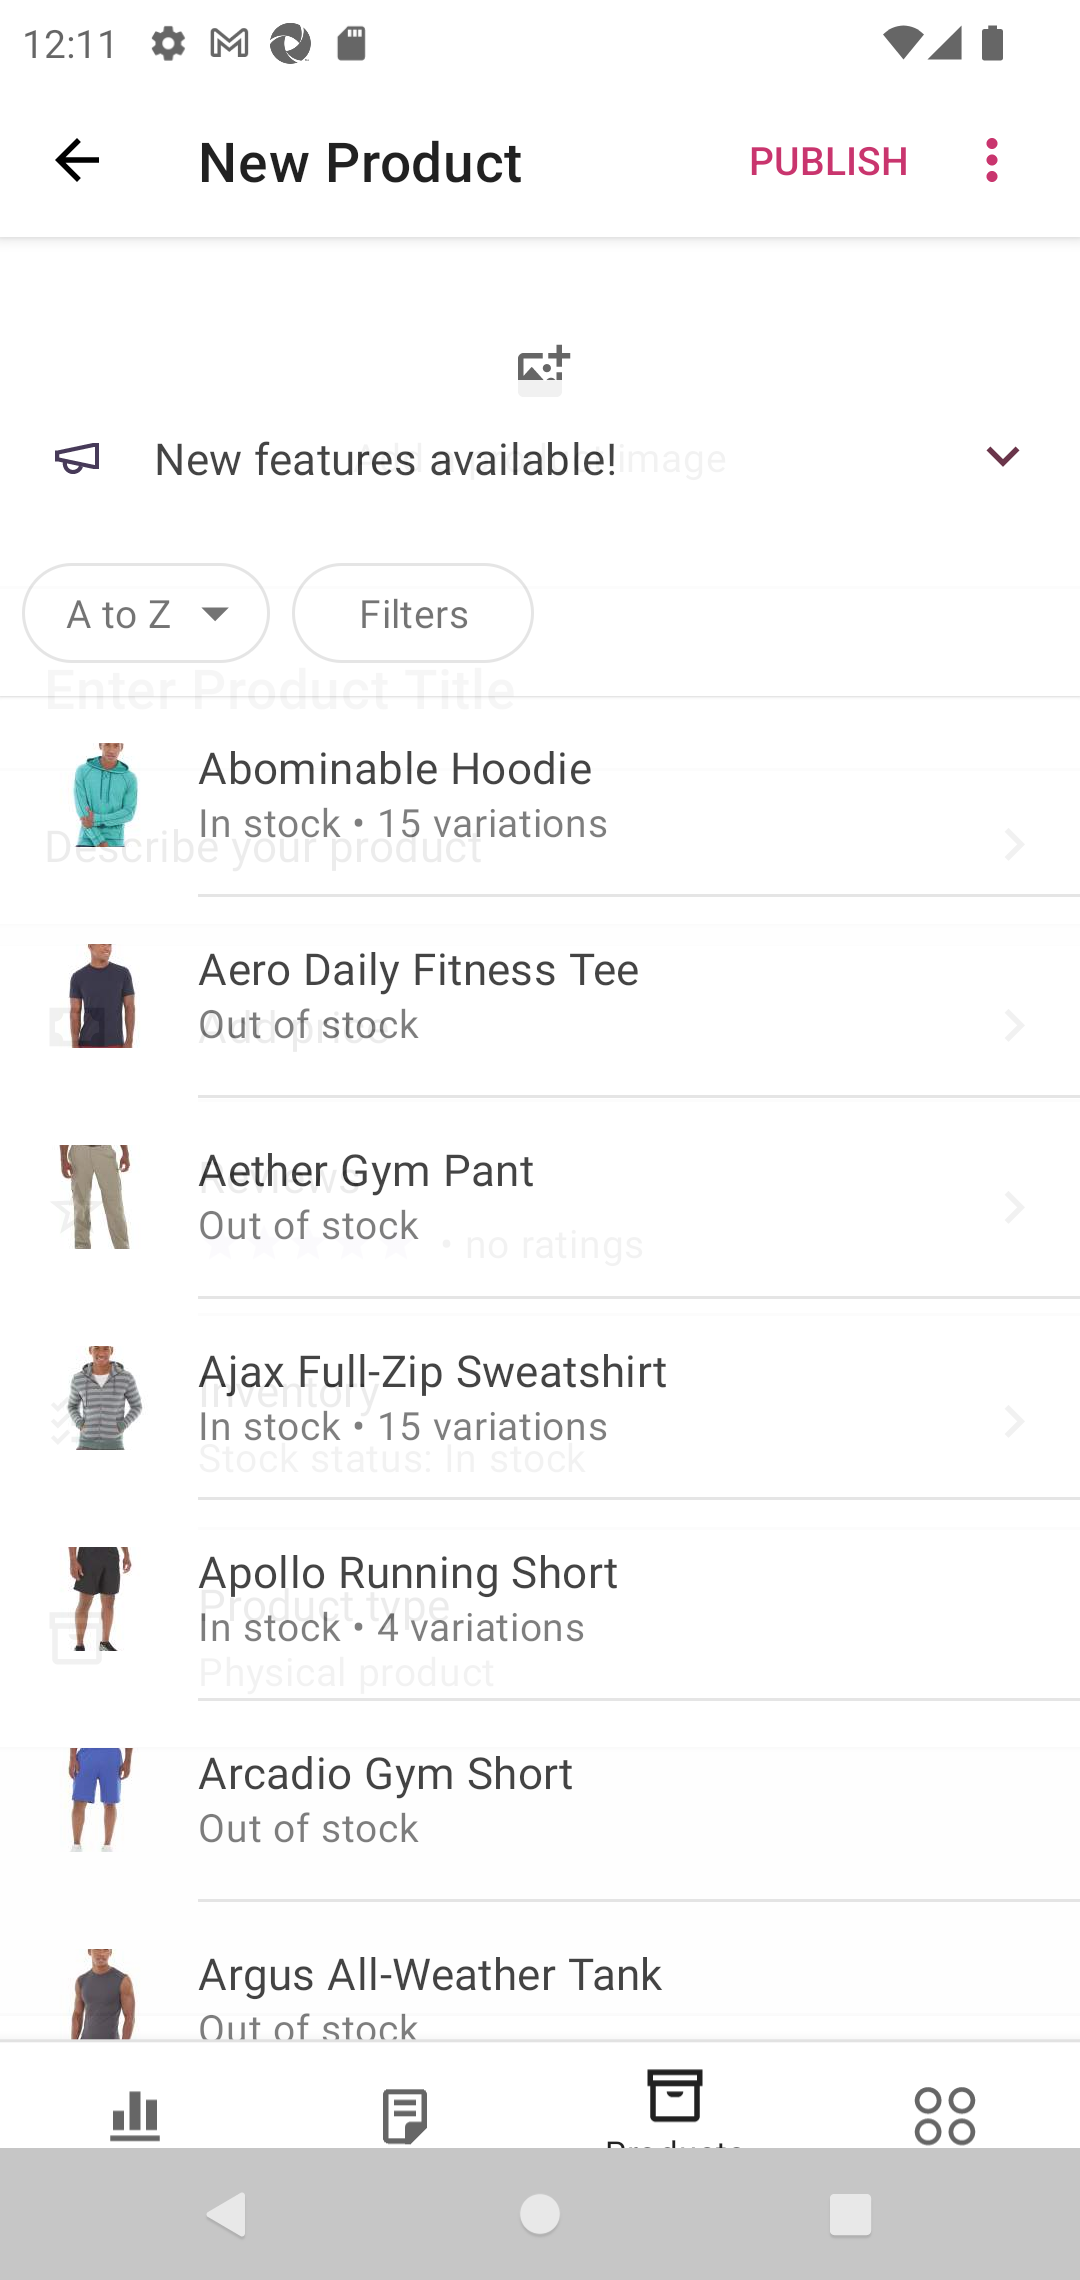 12:11
New Product
PUBLISH
New features available!
Add a product image
A to Z
Filters
Enter Product Title
Abominable Hoodie
In stock • 15 variations
Describe your product
Aero Daily Fitness Tee
Out of stock
Add price
Aether Gym Pant
Reviews
Out of stock
• no ratings
Ajax Full-Zip Sweatshirt
Inventory
In stock • 15 variations
Stock status: In stock
Apollo Running Short
Product type
In stock • 4 variations
Physical product
Arcadio Gym Short
Out of stock
Argus All-Weather Tank
Out of stock
Products